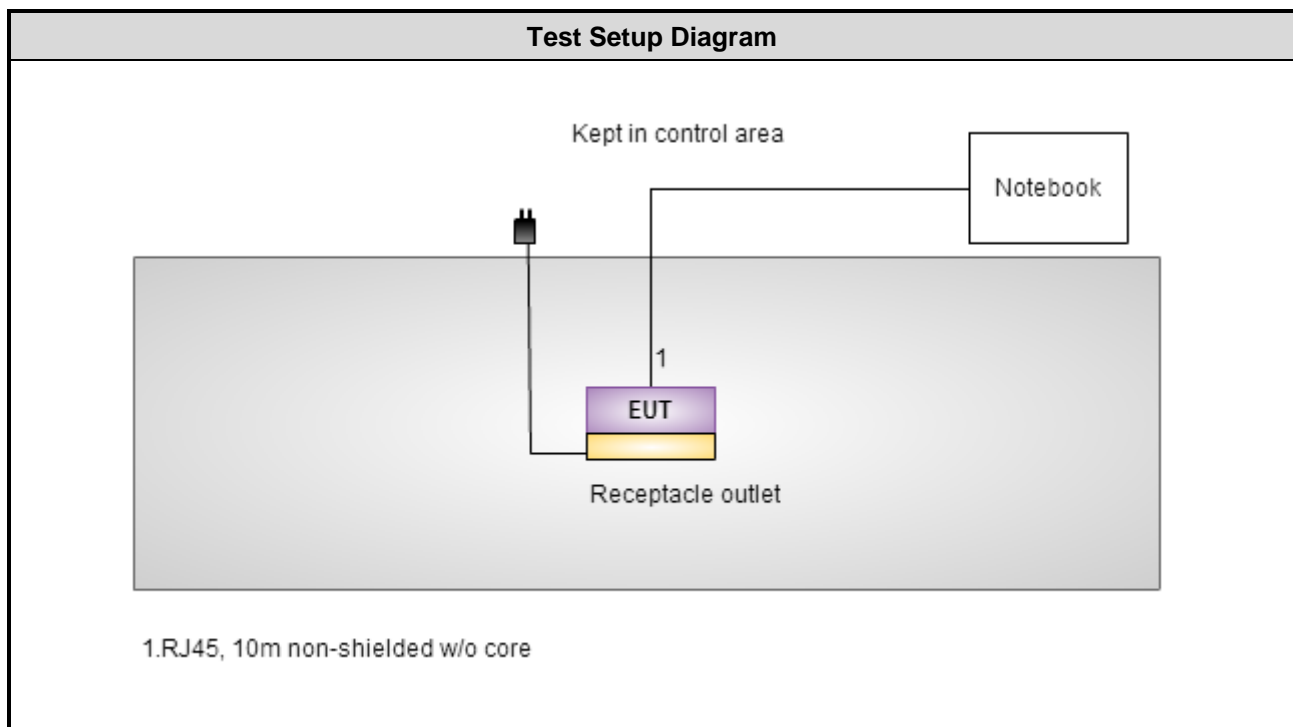 Test Setup Diagram
Kept in control area
Notebook
1
EUT
Receptacle outlet
1.RJ45, 10m non-shielded w/o core